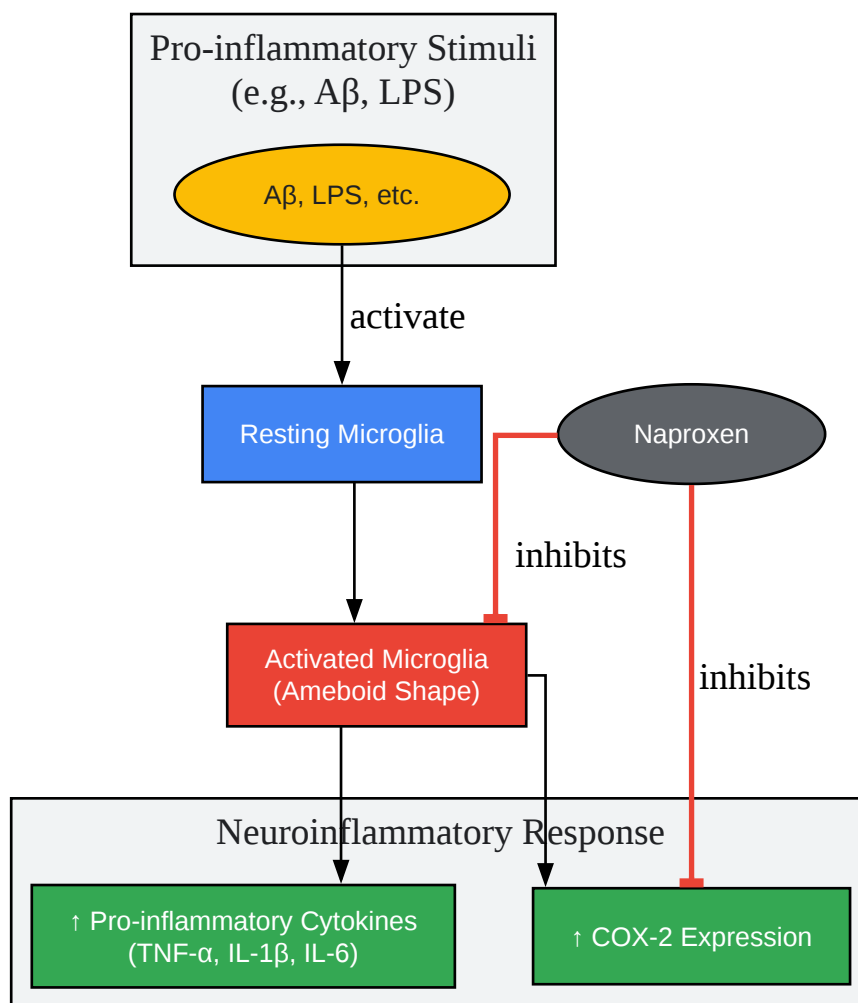 Pro-inflammatory Stimuli
(e.g., Aβ, LPS)
Aβ, LPS, etc.
activate
Resting Microglia
Naproxen
inhibits
Activated Microglia
(Ameboid Shape)
inhibits
Neuroinflammatory Response
↑ Pro-inflammatory Cytokines
(TNF-α, IL-1β, IL-6)
↑ COX-2 Expression